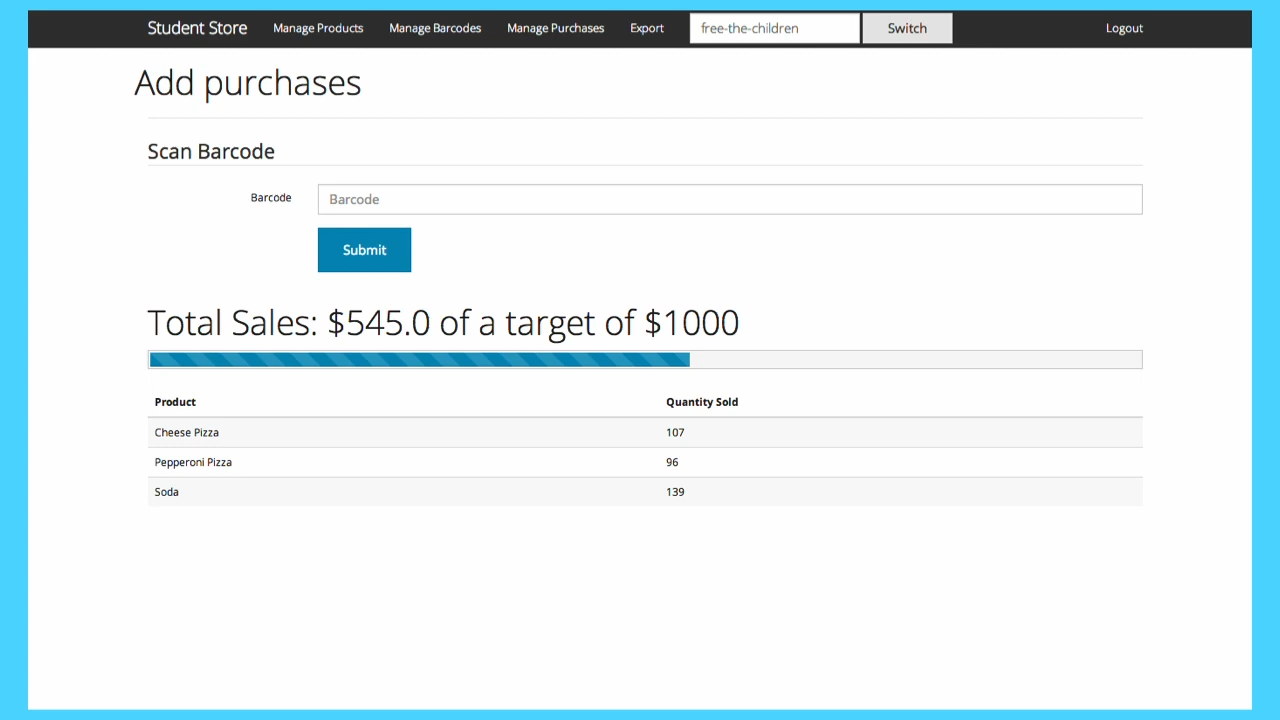 Student Store Manage Products Manage Barcodes Manage Purchases Export free-the-children Switch Logout
Add purchases
Scan Barcode
Barcode Barcode
Submit
Total Sales: $545.0 of a target of $1000
Product Quantity Sold
Cheese Pizza 107
Pepperoni Pizza 96
Soda 139